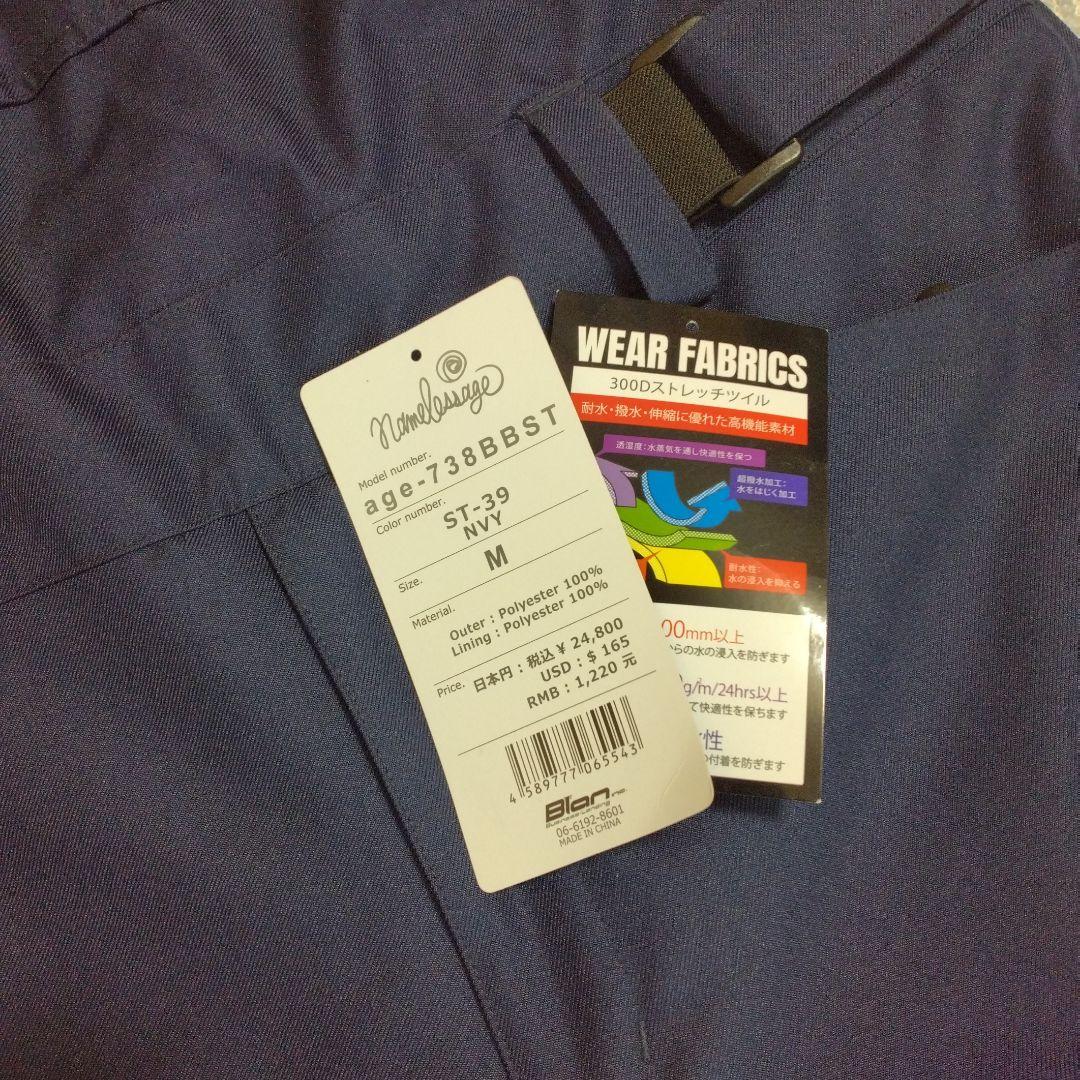 namelessage
Model number.
age-738BBST
Color number.
ST-39
NVY
Size.
M
Material.
Outer : Polyester 100%
Lining : Polyester 100%
Price.
日本円 : 税込 ¥ 24,800
USD : $ 165
RMB : 1,220 元
4 589777 065543
Blan inc.
Business Landing
06-6192-8601
MADE IN CHINA
WEAR FABRICS
300Dストレッチツイル
耐水・撥水・伸縮に優れた高機能素材
透湿度：水蒸気を通し快適性を保つ
超撥水加工：
水をはじく加工
耐水性：
水の浸入を抑える
00mm以上
からの水の浸入を防ぎます
g/m/24hrs以上
て快適性を保ちます
性
の付着を防ぎます